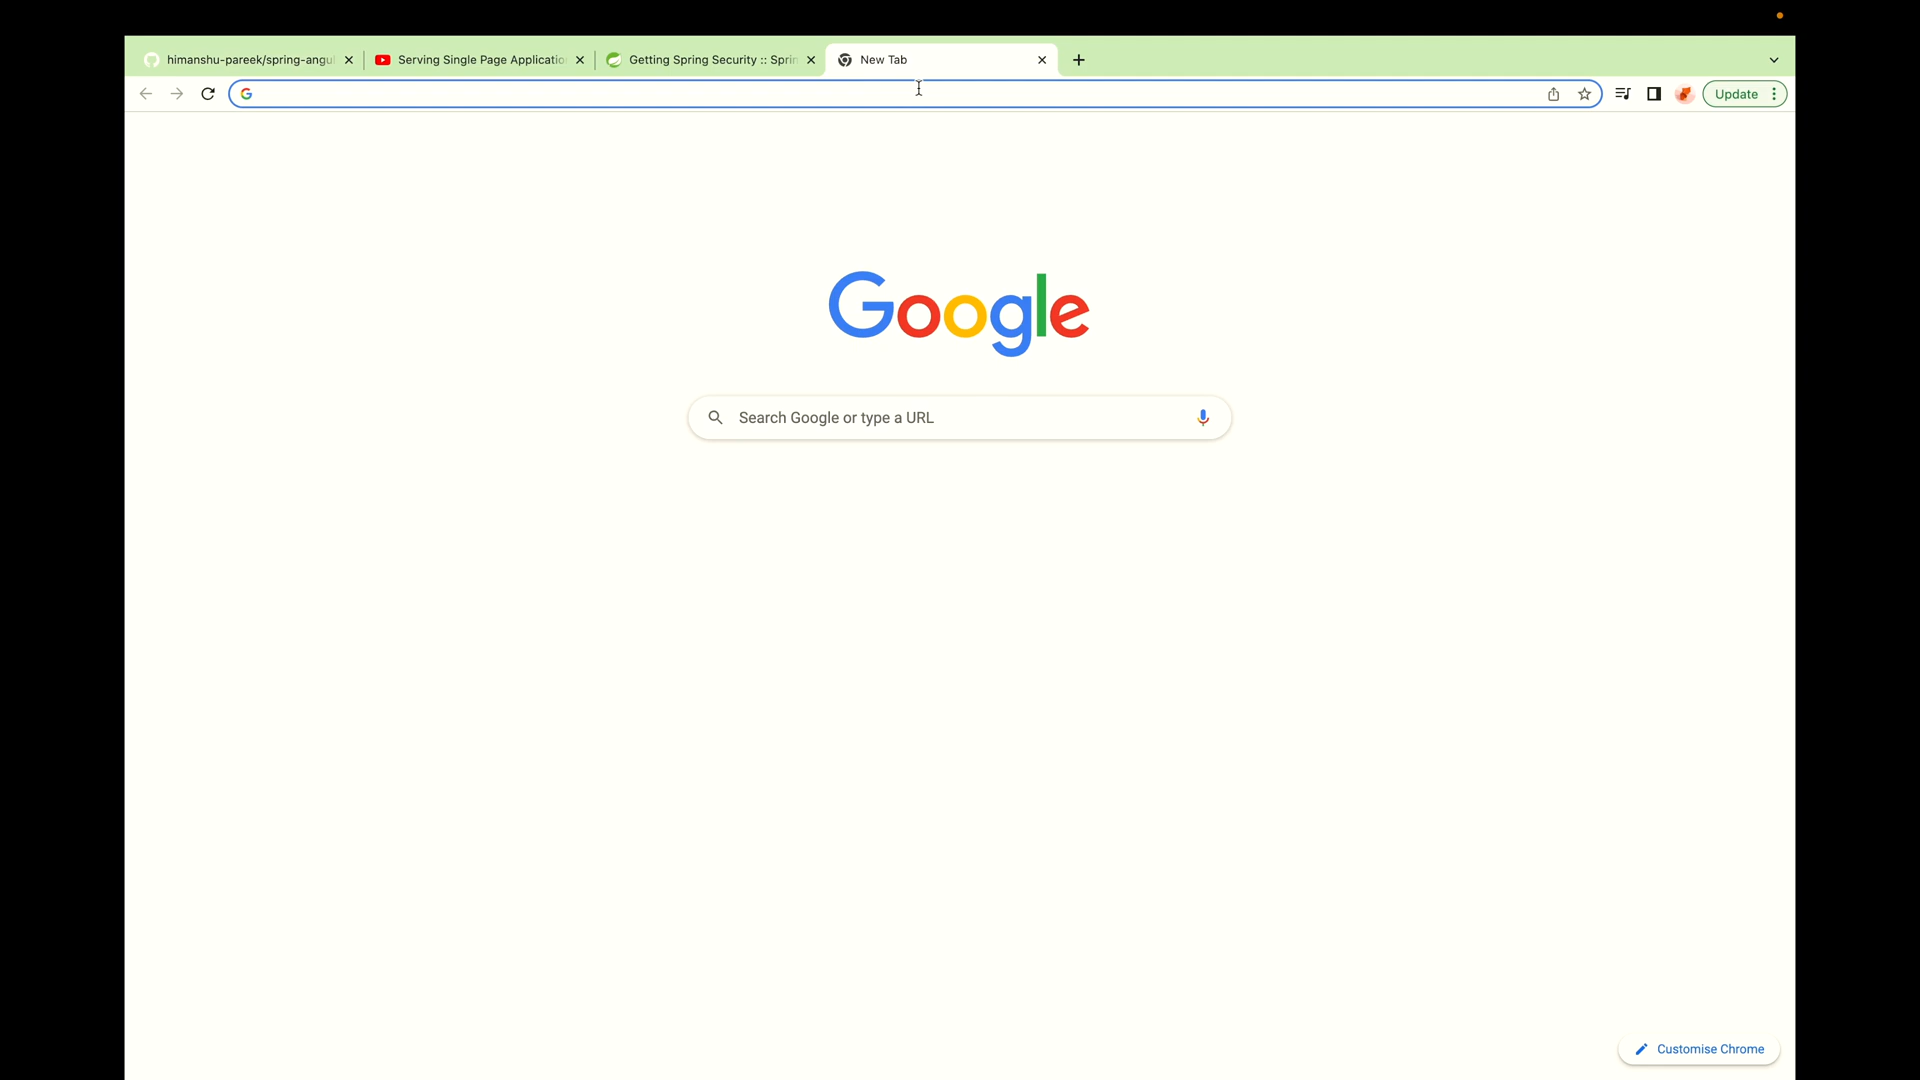 himanshu-pareek/spring-angul
Serving Single Page Applicatio
Getting Spring Security :: Sprin
New Tab
Update
Google
Search Google or type a URL
Customise Chrome